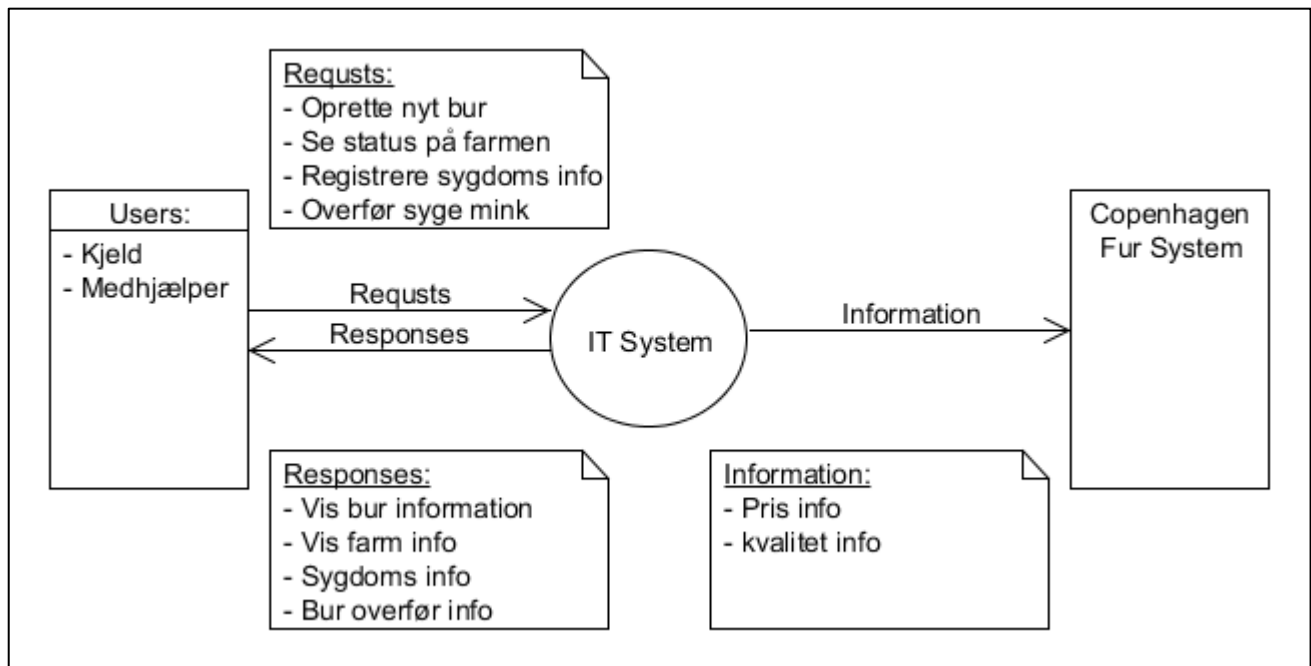 Requsts:
- Oprette nyt bur
- Se status på farmen
- Registrere sygdoms info
- Overfør syge mink
Users:
- Kjeld
- Medhjælper
Requsts
Responses
IT System
Information
Copenhagen
Fur System
Responses:
- Vis bur information
- Vis farm info
- Sygdoms info
- Bur overfør info
Information:
- Pris info
- kvalitet info